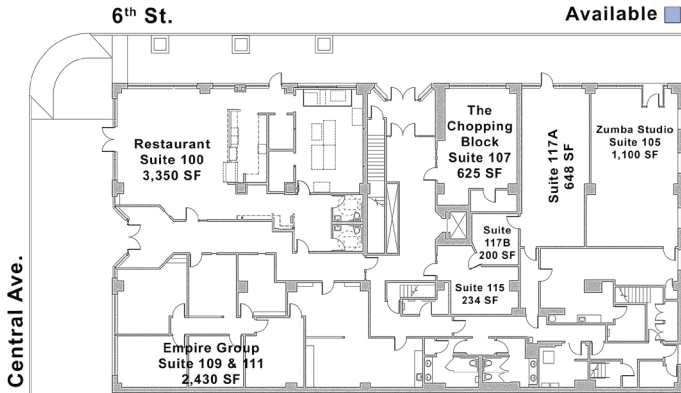 6th St.
Available
Restaurant
Suite 100
3,350 SF
The
Chopping
Block
Suite 107
625 SF
Suite 117A
648 SF
Zumba Studio
Suite 105
1,100 SF
Suite
117B
200 SF
Suite 115
234 SF
Central Ave.
Empire Group
Suite 109 & 111
2,430 SF